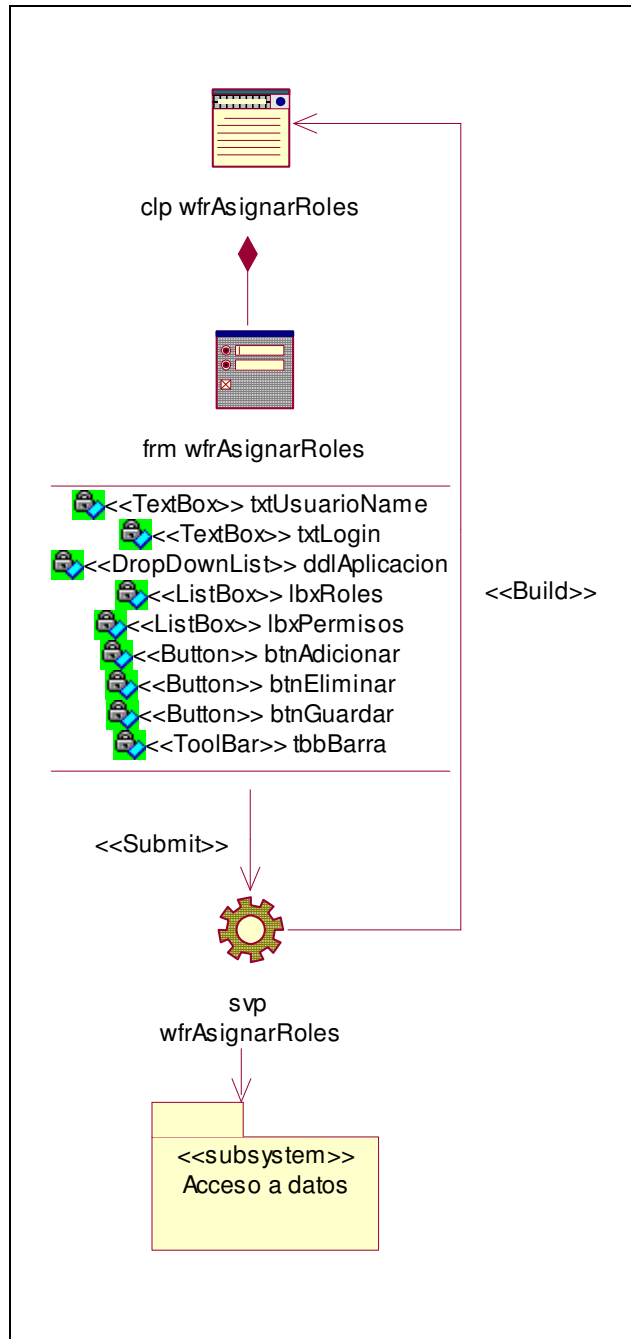 clp wfrAsignarRoles
frm wfrAsignarRoles
<<TextBox>> txtUsuarioName
<<TextBox>> txtLogin
<<DropDownList>> ddlAplicacion
<<ListBox>> lbxRoles
<<ListBox>> lbxPermisos
<<Button>> btnAdicionar
<<Button>> btnEliminar
<<Button>> btnGuardar
<<ToolBar>> tbbBarra
<<Build>>
<<Submit>>
svp
wfrAsignarRoles
<<subsystem>>
Acceso a datos